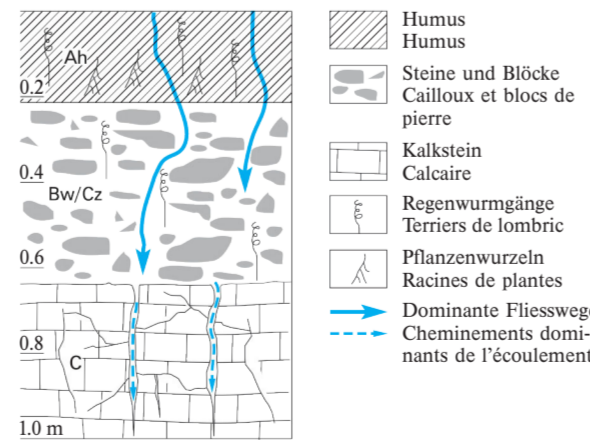 Ah
0.2
0.4
Bw/Cz
0.6
0.8
C
1.0 m
Humus
Humus
Steine und Blöcke
Cailloux et blocs de
pierre
Kalkstein
Calcaire
Regenwurmgänge
Terriers de lombric
Pflanzenwurzeln
Racines de plantes
Dominante Fliesswege
Cheminements domi-
nants de l'écoulement